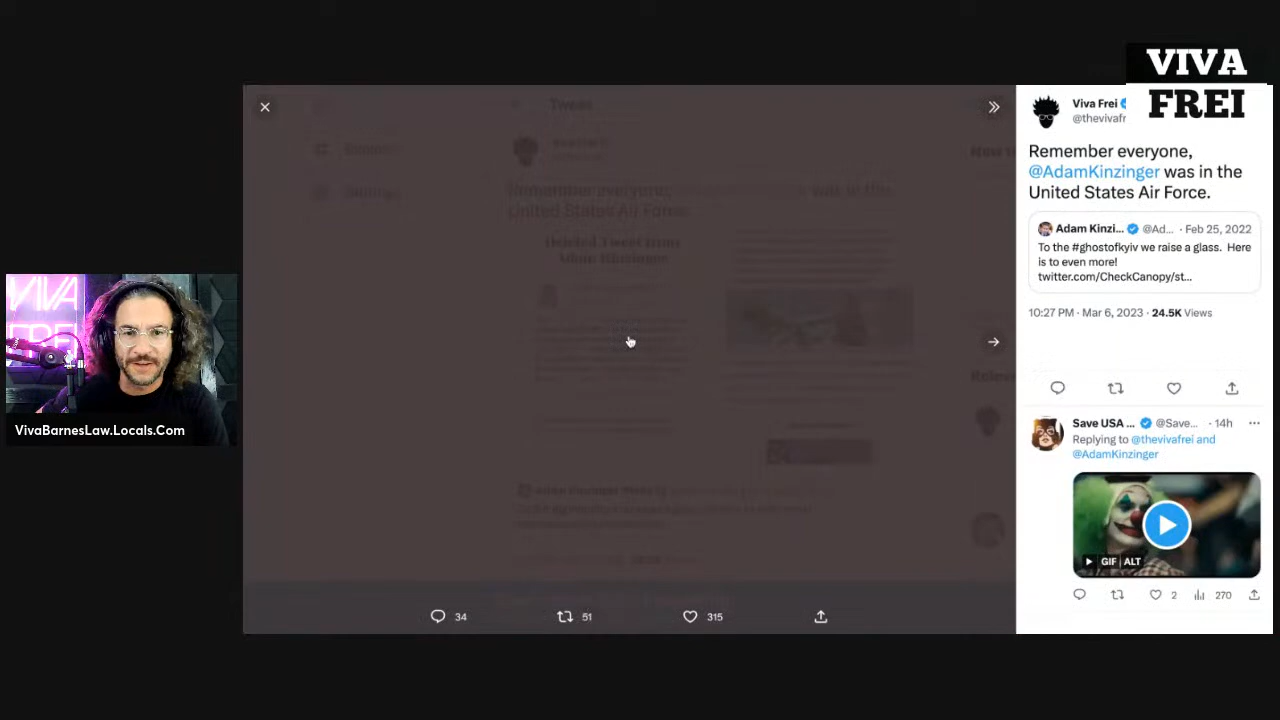 VIVA
FREI
VIVA
FREI
VivaBarnesLaw.Locals.Com
Tweet
Remember everyone, was in the
United States Air Force.
Deleted Tweet from
Adam Kinzinger
34
51
315
Viva Frei
@thevivafr
Remember everyone,
@AdamKinzinger was in the
United States Air Force.
Adam Kinzi... @Ad... · Feb 25, 2022
To the #ghostofkyiv we raise a glass. Here
is to even more!
twitter.com/CheckCanopy/st...
10:27 PM · Mar 6, 2023 · 24.5K Views
Save USA ... @Save... · 14h
Replying to @thevivafrei and
@AdamKinzinger
GIF ALT
2
270